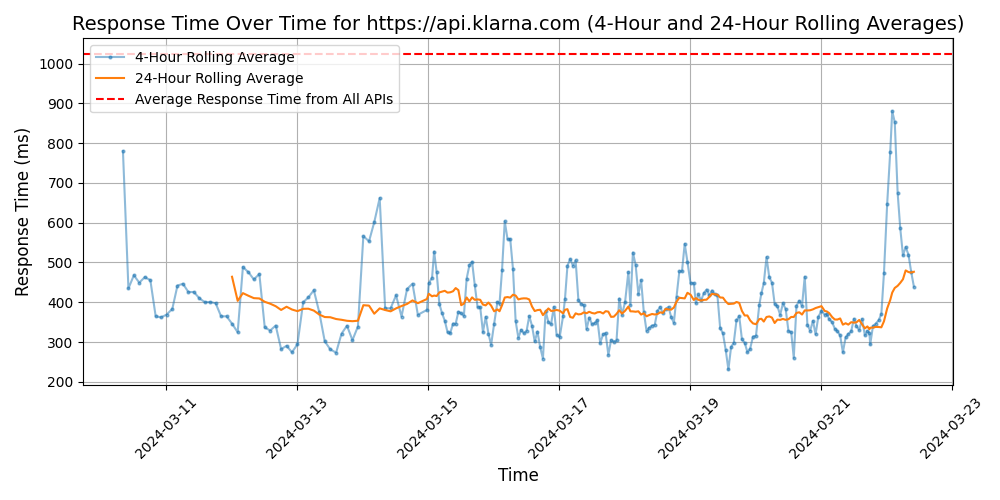 Response Time Over Time for https://api.klarna.com (4-Hour and 24-Hour Rolling Averages)
4-Hour Rolling Average
24-Hour Rolling Average
Average Response Time from All APIs
Response Time (ms)
1000
900
800
700
600
500
400
300
200
2024-03-11
2024-03-13
2024-03-15
2024-03-17
2024-03-19
2024-03-21
2024-03-23
Time